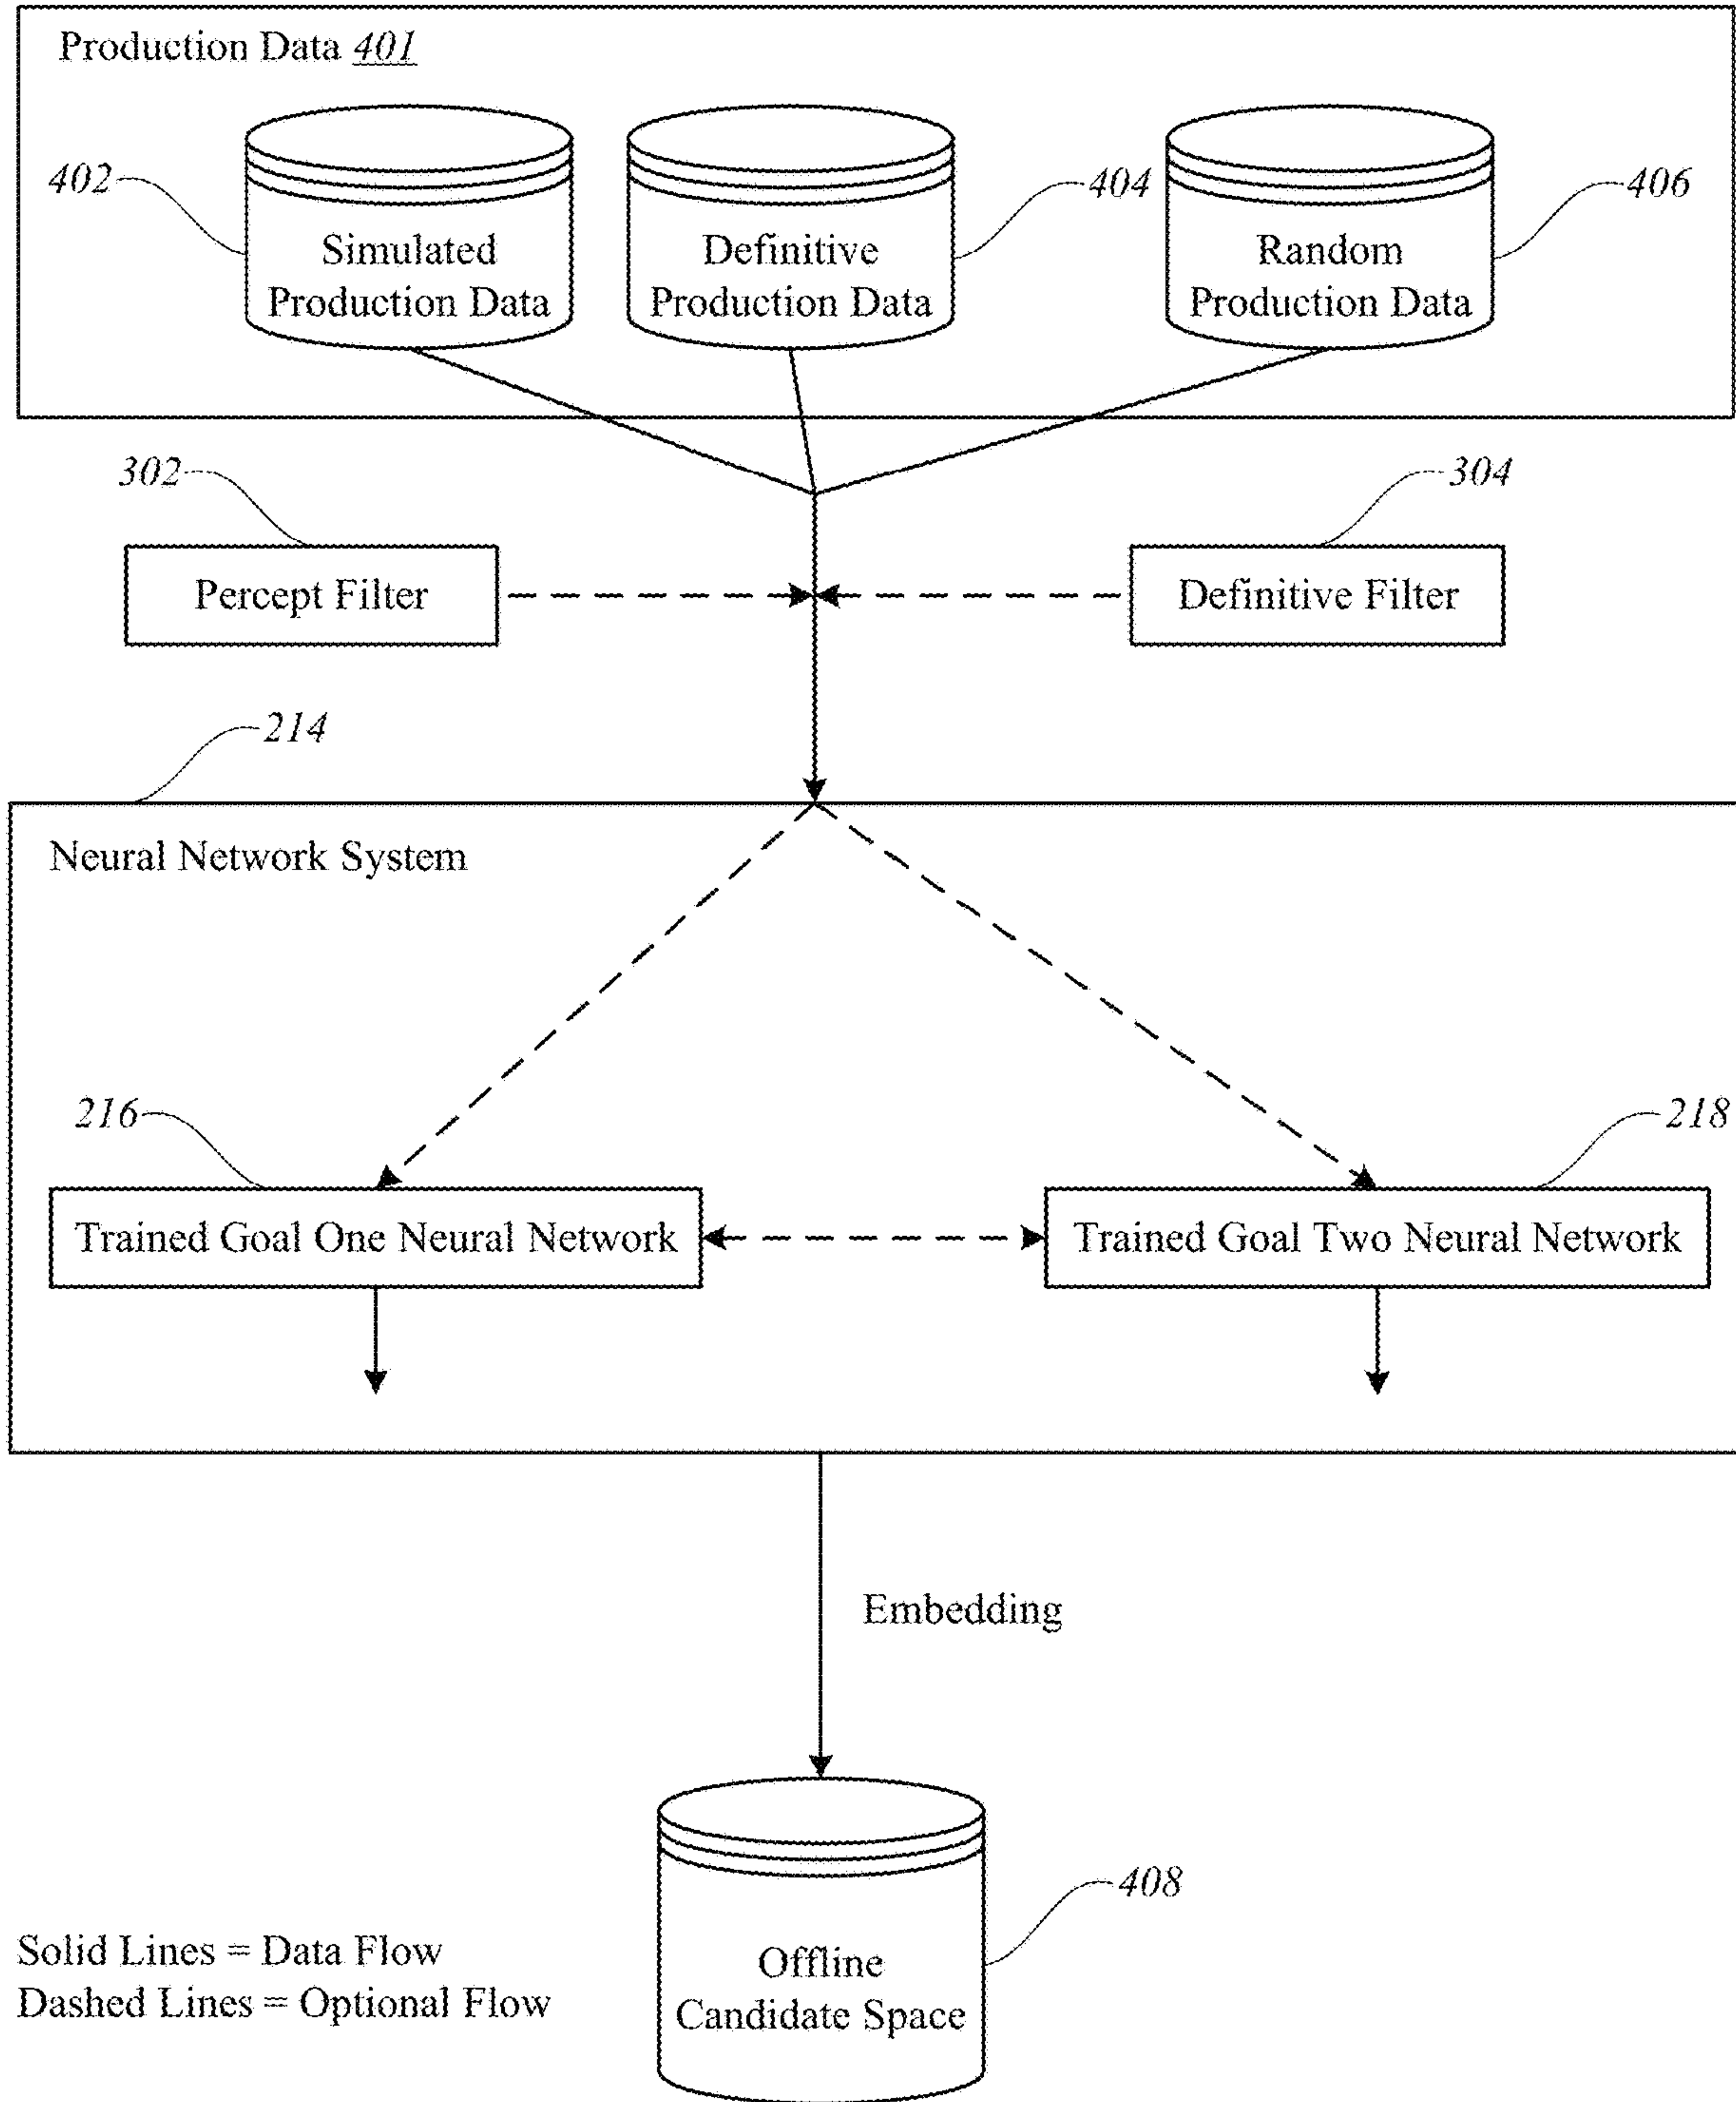 Production Data 401
402
Simulated
Production Data
Definitive
Production Data
404
Random
Production Data
406
302
304
Percept Filter
Definitive Filter
214
Neural Network System
216
218
Trained Goal One Neural Network
Trained Goal Two Neural Network
Embedding
408
Offline
Candidate Space
Solid Lines = Data Flow
Dashed Lines = Optional Flow